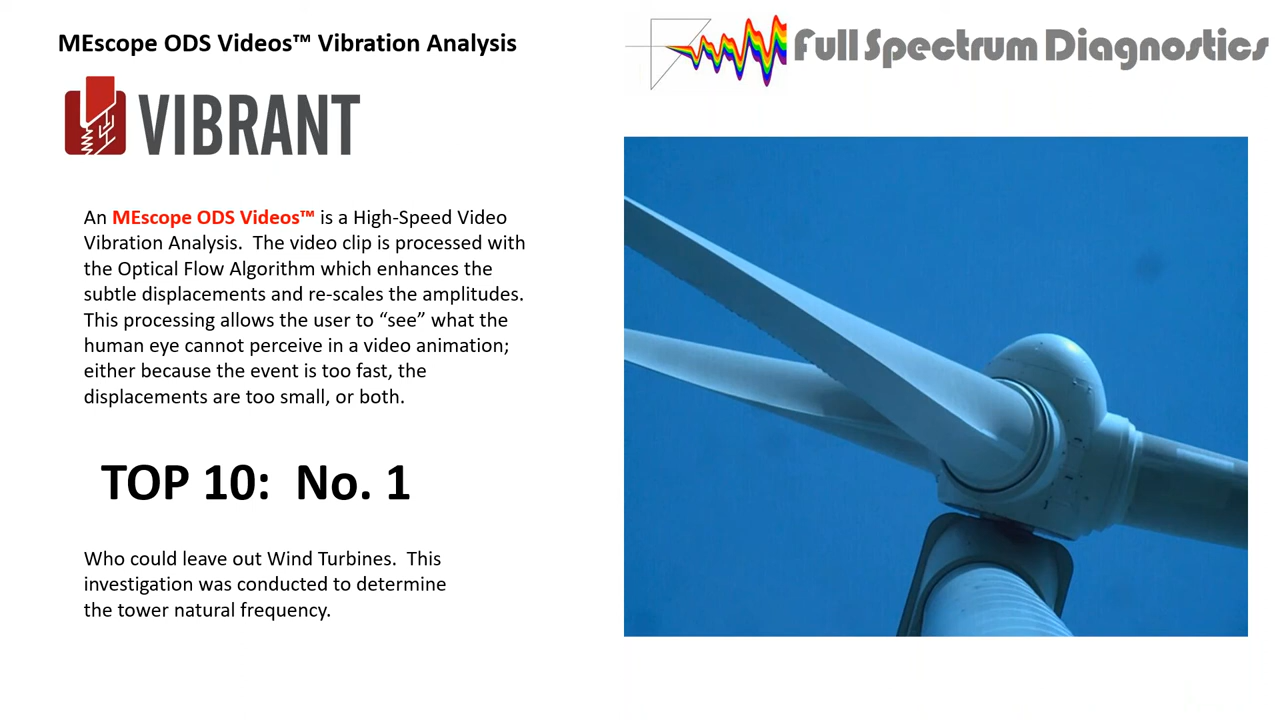 MEscope ODS Videos™ Vibration Analysis
VIBRANT
Full Spectrum Diagnostics
An MEscope ODS Videos™ is a High-Speed Video
Vibration Analysis.  The video clip is processed with
the Optical Flow Algorithm which enhances the
subtle displacements and re-scales the amplitudes.
This processing allows the user to “see” what the
human eye cannot perceive in a video animation;
either because the event is too fast, the
displacements are too small, or both.
TOP 10:  No. 1
Who could leave out Wind Turbines.  This
investigation was conducted to determine
the tower natural frequency.